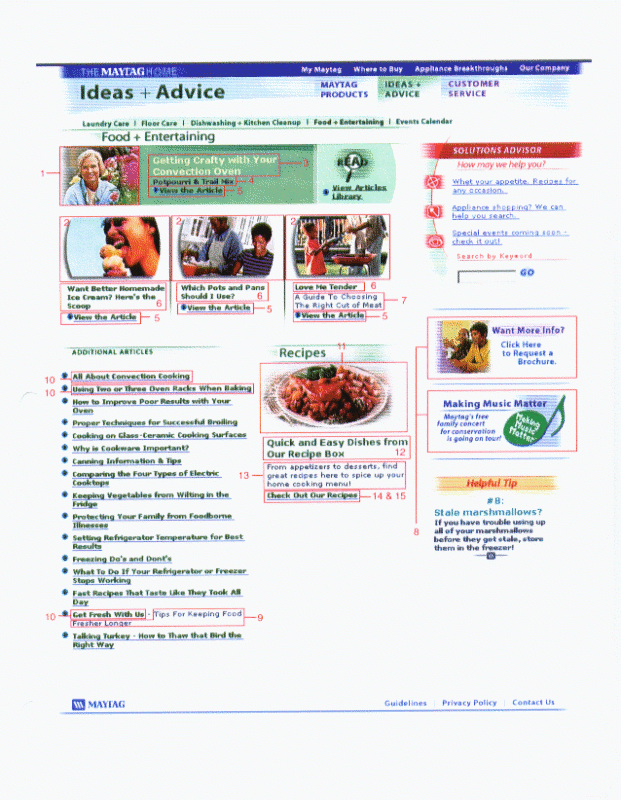 THE MAYTAG HOME
My Maytag Where to Buy Appliance Breakthroughs Our Company
Ideas + Advice
MAYTAG PRODUCTS
IDEAS + ADVICE
CUSTOMER SERVICE
Laundry Care | Floor Care | Dishwashing + Kitchen Cleanup | Food + Entertaining | Events Calendar
Food + Entertaining
1
Getting Crafty with Your
Convection Oven
3
Potpourri & Trail Mix
4
View the Article
5
READ
View Articles
Library
SOLUTIONS ADVISOR
How may we help you?
Whet your appetite. Recipes for
any occasion.
Appliance shopping? We can
help you search.
Special events coming soon -
check it out!
Search by Keyword
GO
2
2
2
Want Better Homemade
Ice Cream? Here's the
Scoop
6
View the Article
5
Which Pots and Pans
Should I Use?
6
View the Article
5
Love Me Tender
6
A Guide To Choosing
The Right Cut of Meat
7
View the Article
5
ADDITIONAL ARTICLES
10
All About Convection Cooking
10
Using Two or Three Oven Racks When Baking
How to Improve Poor Results with Your
Oven
Proper Techniques for Successful Broiling
Cooking on Glass-Ceramic Cooking Surfaces
Why is Cookware Important?
Canning Information & Tips
Comparing the Four Types of Electric
Cooktops
Keeping Vegetables from Wilting in the
Fridge
Protecting Your Family from Foodborne
Illnesses
Setting Refrigerator Temperature for Best
Results
Freezing Do's and Dont's
What To Do If Your Refrigerator or Freezer
Stops Working
Fast Recipes That Taste Like They Took All
Day
10
Get Fresh With Us - Tips For Keeping Food
Fresher Longer
9
Talking Turkey - How to Thaw that Bird the
Right Way
Recipes
11
Quick and Easy Dishes from
Our Recipe Box
12
13
From appetizers to desserts, find
great recipes here to spice up your
home cooking menu!
Check Out Our Recipes
14 & 15
Want More Info?
Click Here
to Request a
Brochure.
Making Music Matter
Maytag's free
family concert
for conservation
is going on tour!
Making
Music
Matter
8
Helpful Tip
#8:
Stale marshmallows?
If you have trouble using up
all of your marshmallows
before they get stale, store
them in the freezer!
MAYTAG
Guidelines | Privacy Policy | Contact Us